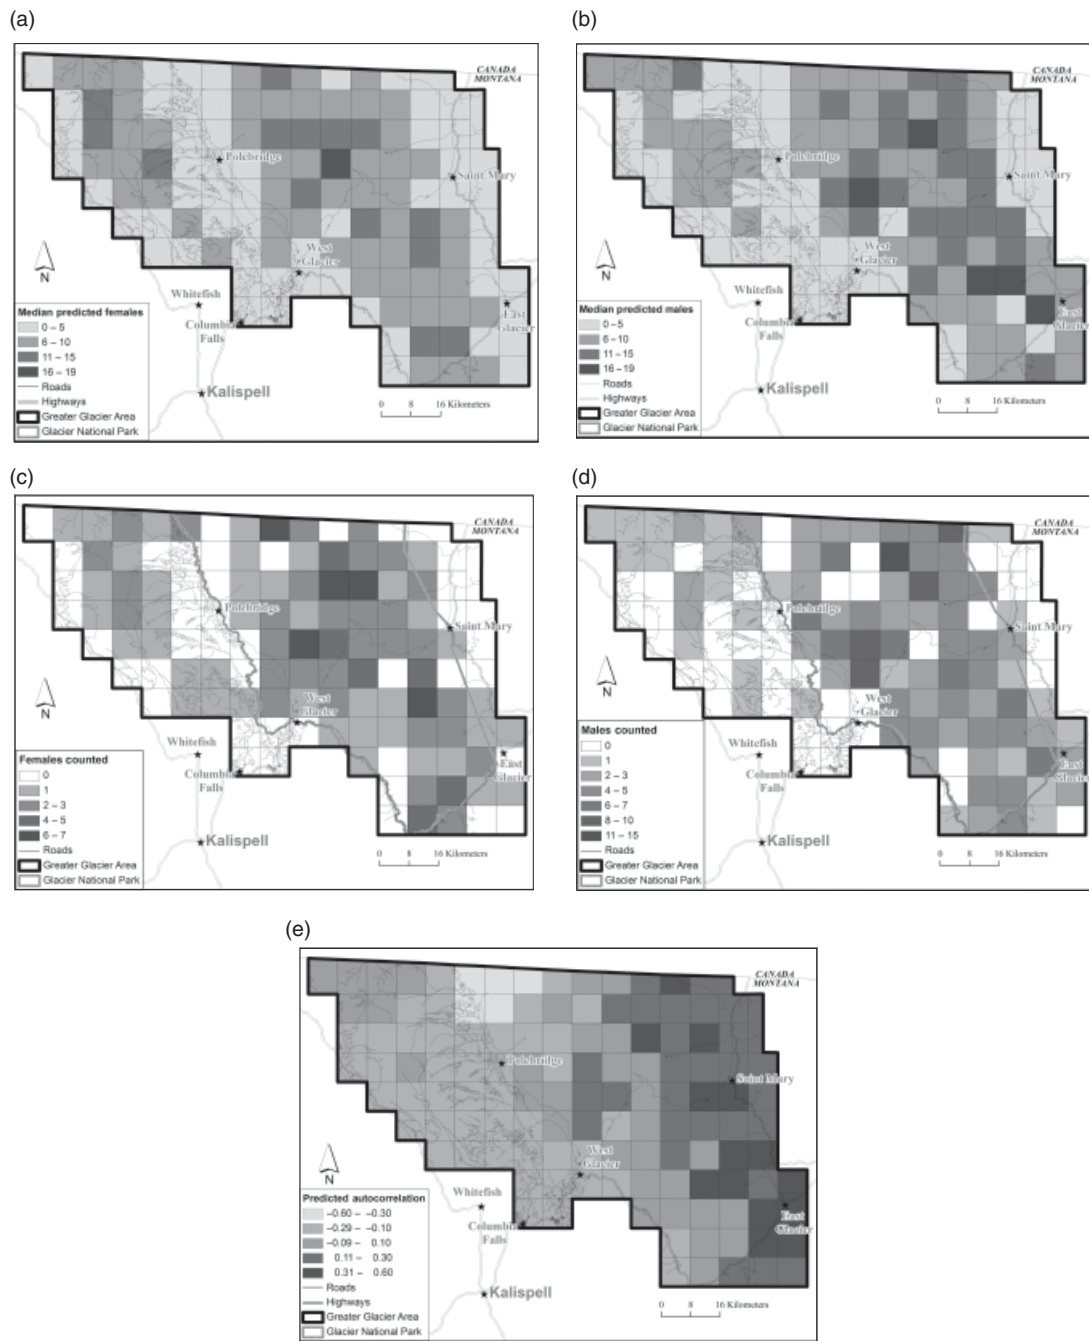 (a)
CANADA
MONTANA
Polebridge
Saint Mary
West
Glacier
N
Whitefish
East
Glacier
Columbia
Falls
Kalispell
Median predicted females
0 – 5
6 – 10
11 – 15
16 – 19
Roads
Highways
Greater Glacier Area
Glacier National Park
0 8 16 Kilometers
(b)
CANADA
MONTANA
Polebridge
Saint Mary
West
Glacier
N
Whitefish
East
Glacier
Columbia
Falls
Kalispell
Median predicted males
0 – 5
6 – 10
11 – 15
16 – 19
Roads
Highways
Greater Glacier Area
Glacier National Park
0 8 16 Kilometers
(c)
CANADA
MONTANA
Polebridge
Saint Mary
West
Glacier
N
Whitefish
East
Glacier
Columbia
Falls
Kalispell
Females counted
0
1
2 – 3
4 – 5
6 – 7
Roads
Greater Glacier Area
Glacier National Park
0 8 16 Kilometers
(d)
CANADA
MONTANA
Polebridge
Saint Mary
West
Glacier
N
Whitefish
East
Glacier
Columbia
Falls
Kalispell
Males counted
0
1
2 – 3
4 – 5
6 – 7
8 – 10
11 – 15
Roads
Greater Glacier Area
Glacier National Park
0 8 16 Kilometers
(e)
CANADA
MONTANA
Polebridge
Saint Mary
West
Glacier
N
Whitefish
East
Glacier
Columbia
Falls
Kalispell
Predicted autocorrelation
–0.60 – –0.30
–0.29 – –0.10
–0.09 – 0.10
0.11 – 0.30
0.31 – 0.60
Roads
Highways
Greater Glacier Area
Glacier National Park
0 8 16 Kilometers